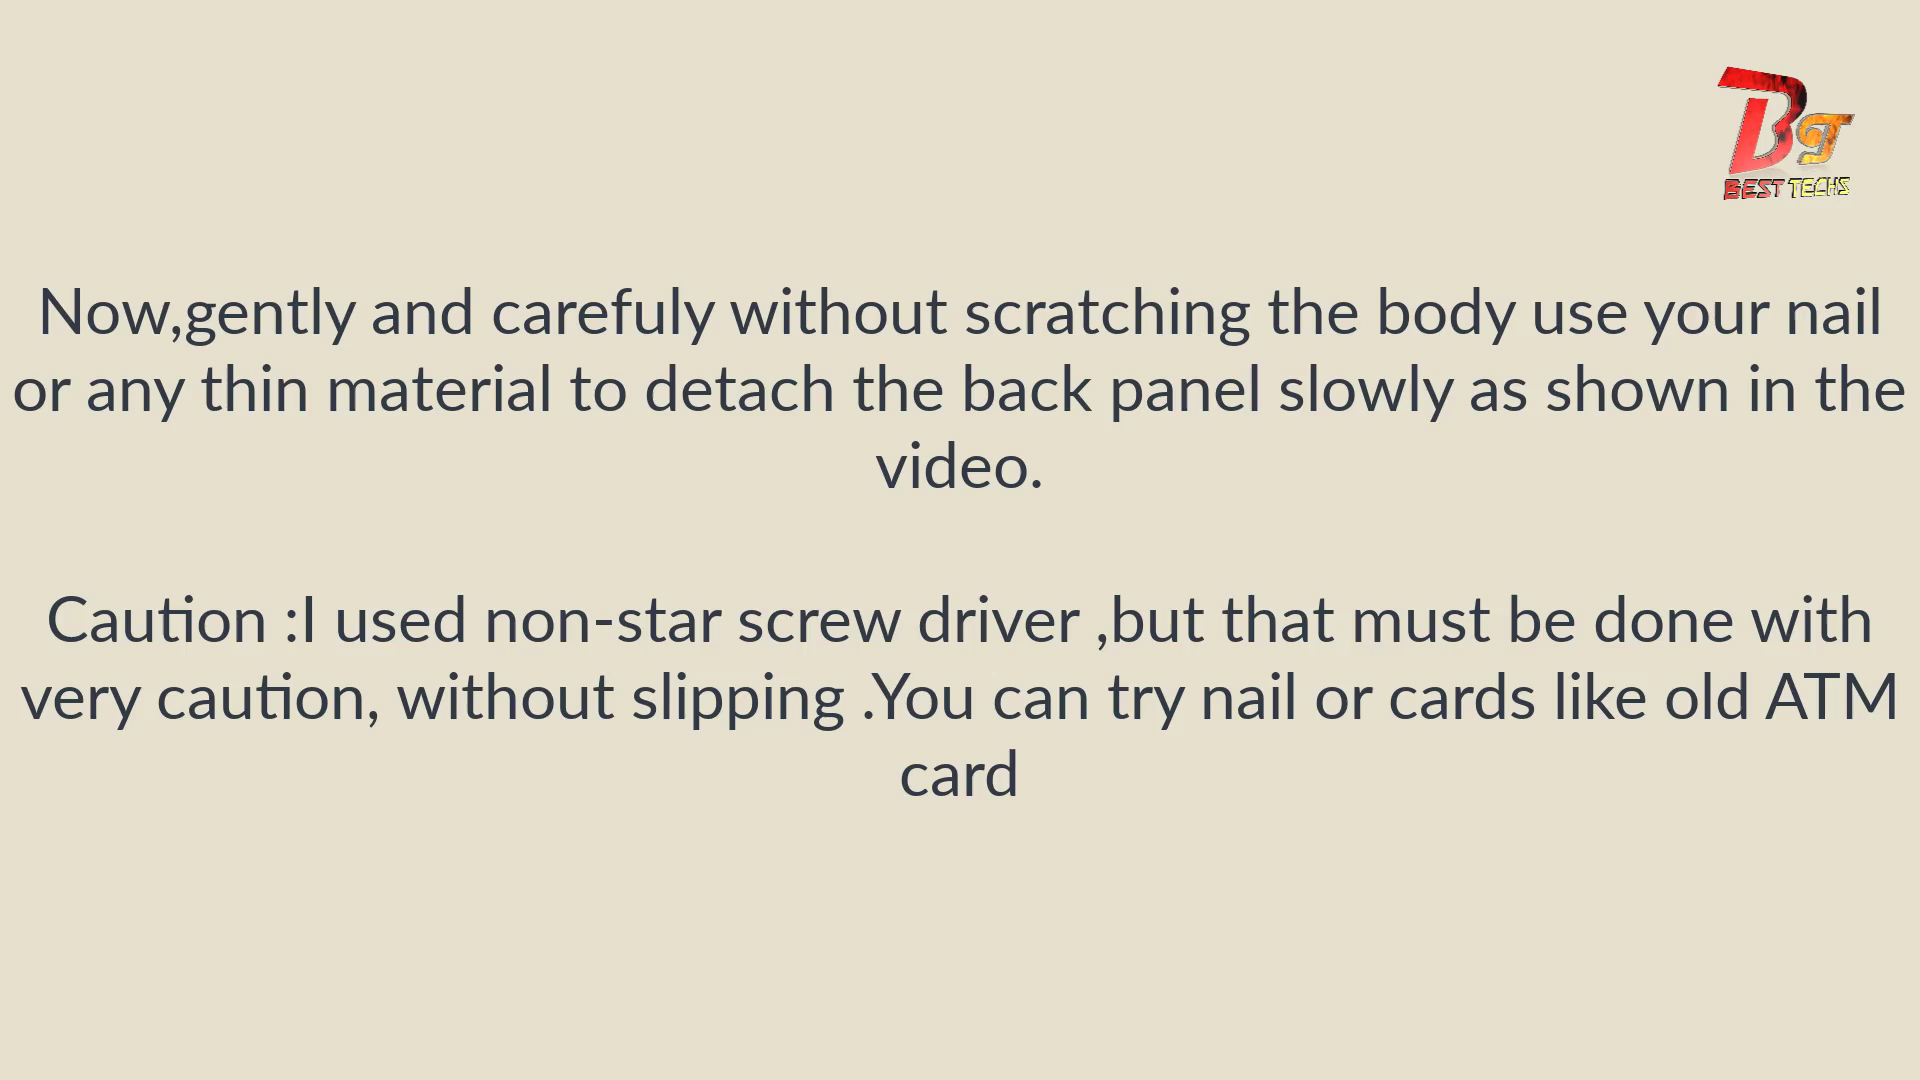 BT
BEST TECHS
Now,gently and carefuly without scratching the body use your nail
or any thin material to detach the back panel slowly as shown in the
video.
Caution :I used non-star screw driver ,but that must be done with
very caution, without slipping .You can try nail or cards like old ATM
card